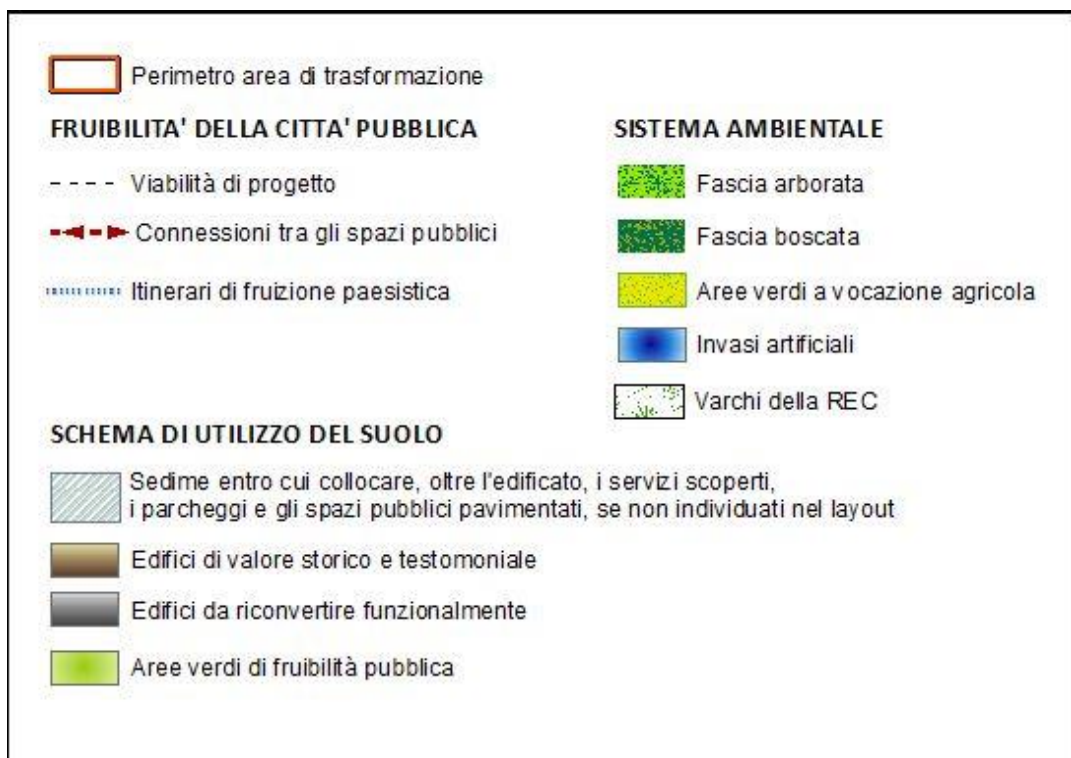 Perimetro area di trasformazione
FRUIBILITA' DELLA CITTA' PUBBLICA
Viabilità di progetto
Connessioni tra gli spazi pubblici
Itinerari di fruizione paesistica
SISTEMA AMBIENTALE
Fascia arborata
Fascia boscata
Aree verdi a vocazione agricola
Invasi artificiali
Varchi della REC
SCHEMA DI UTILIZZO DEL SUOLO
Sedime entro cui collocare, oltre l'edificato, i servizi scoperti,
i parcheggi e gli spazi pubblici pavimentati, se non individuati nel layout
Edifici di valore storico e testomoniale
Edifici da riconvertire funzionalmente
Aree verdi di fruibilità pubblica